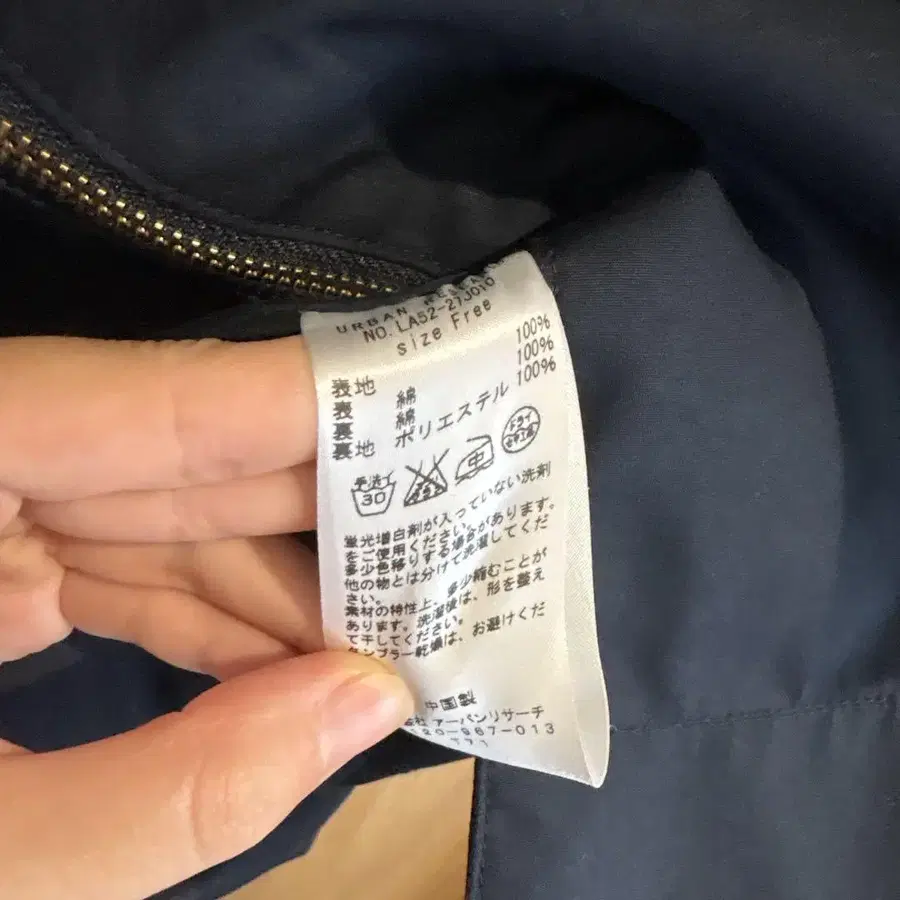 URBAN RESEA
NO. LA52-27J010
size Free
表地 綿 100%
裏 綿 100%
裏地 ポリエステル 100%
手洗イ
30
中
ドライ
セキユ系
蛍光増白剤が入っていない洗剤
をご使用ください。
多少色移りする場合があります。
他の物とは分けて洗濯してくだ
さい。
素材の特性上、多少縮むことが
あります。洗濯後は、形を整え
て干してください。
タンブラー乾燥は、お避けくだ
中国製
アーパンリサーチ
20-967-013
171